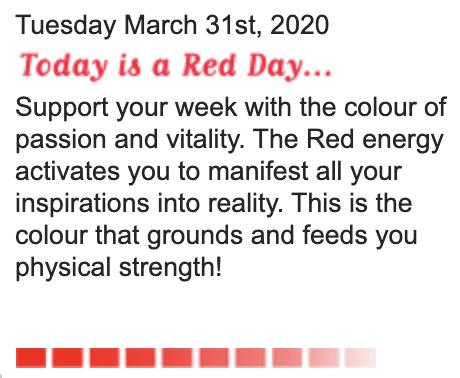 Tuesday March 31st, 2020
Today is a Red Day...
Support your week with the colour of
passion and vitality. The Red energy
activates you to manifest all your
inspirations into reality. This is the
colour that grounds and feeds you
physical strength!